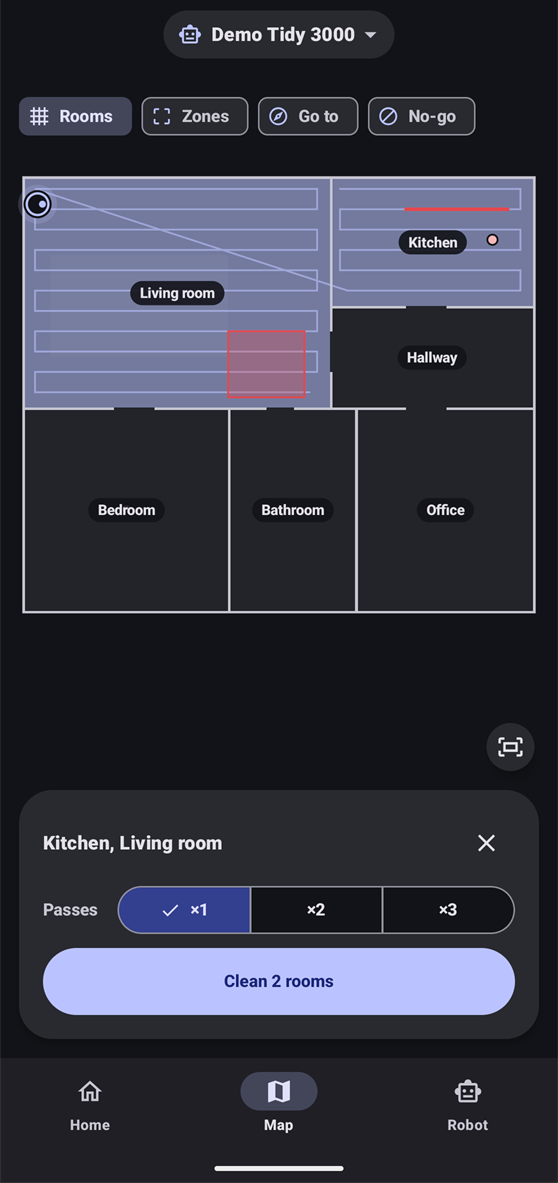 Demo Tidy 3000
Rooms
Zones
Go to
No-go
Kitchen
Living room
Hallway
Bedroom
Bathroom
Office
Kitchen, Living room
Passes
×1
×2
×3
Clean 2 rooms
Home
Map
Robot